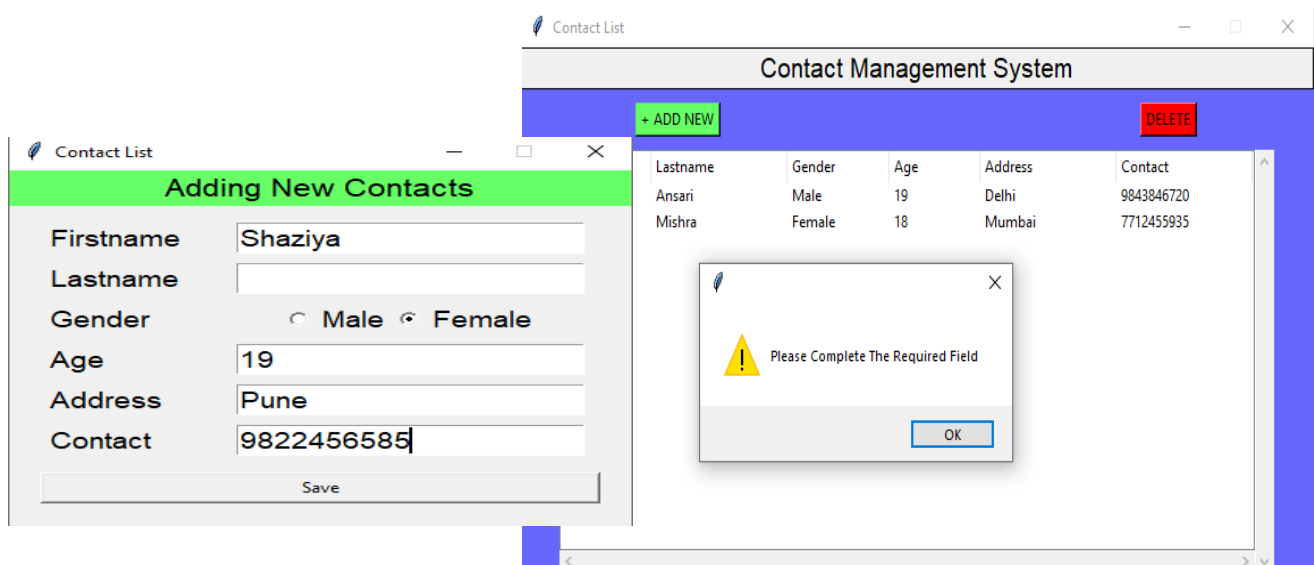 Contact List
Adding New Contacts
Firstname Shaziya
Lastname
Gender Male Female
Age 19
Address Pune
Contact 9822456585
Save
Contact List
Contact Management System
+ ADD NEW DELETE
Lastname Gender Age Address Contact
Ansari Male 19 Delhi 9843846720
Mishra Female 18 Mumbai 7712455935
Please Complete The Required Field
OK